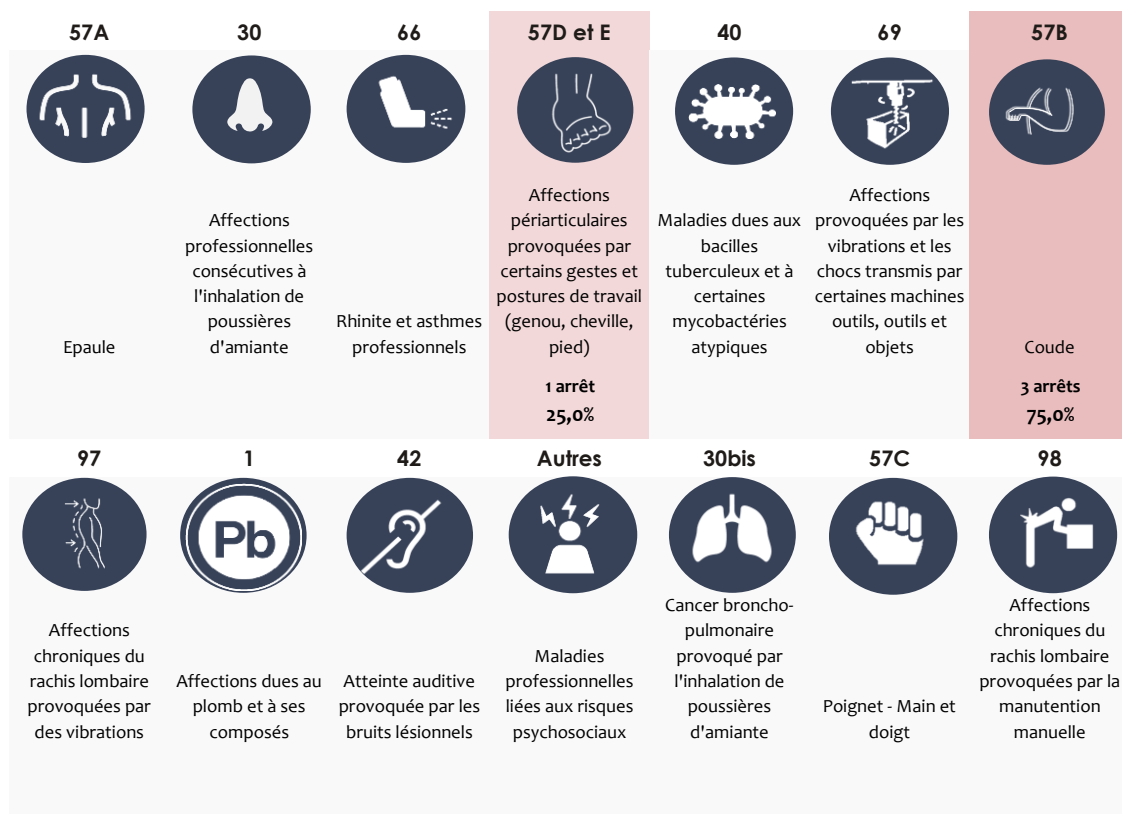 57A
30
66
57D et E
40
69
57B
Epaule
Affections
professionnelles
consécutives à
l'inhalation de
poussières
d'amiante
Rhinite et asthmes
professionnels
Affections
périarticulaires
provoquées par
certains gestes et
postures de travail
(genou, cheville,
pied)
1 arrêt
25,0%
Maladies dues aux
bacilles
tuberculeux et à
certaines
mycobactéries
atypiques
Affections
provoquées par les
vibrations et les
chocs transmis par
certaines machines
outils, outils et
objets
Coude
3 arrêts
75,0%
97
1
42
Autres
30bis
57C
98
Pb
Affections
chroniques du
rachis lombaire
provoquées par
des vibrations
Affections dues au
plomb et à ses
composés
Atteinte auditive
provoquée par les
bruits lésionnels
Maladies
professionnelles
liées aux risques
psychosociaux
Cancer broncho-
pulmonaire
provoqué par
l'inhalation de
poussières
d'amiante
Poignet - Main et
doigt
Affections
chroniques du
rachis lombaire
provoquées par la
manutention
manuelle